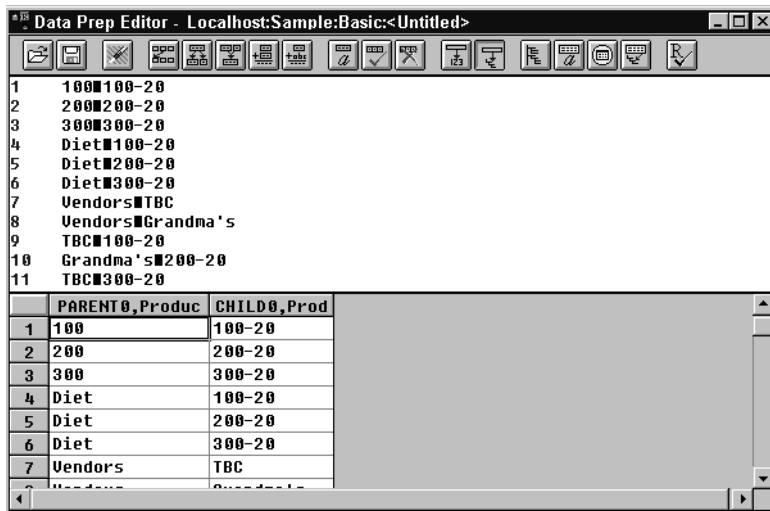 Data Prep Editor - Localhost:Sample:Basic:<Untitled>
1 100■100-20
2 200■200-20
3 300■300-20
4 Diet■100-20
5 Diet■200-20
6 Diet■300-20
7 Vendors■TBC
8 Vendors■Grandma's
9 TBC■100-20
10 Grandma's■200-20
11 TBC■300-20
PARENT0,Produc CHILD0,Prod
1 100 100-20
2 200 200-20
3 300 300-20
4 Diet 100-20
5 Diet 200-20
6 Diet 300-20
7 Vendors TBC